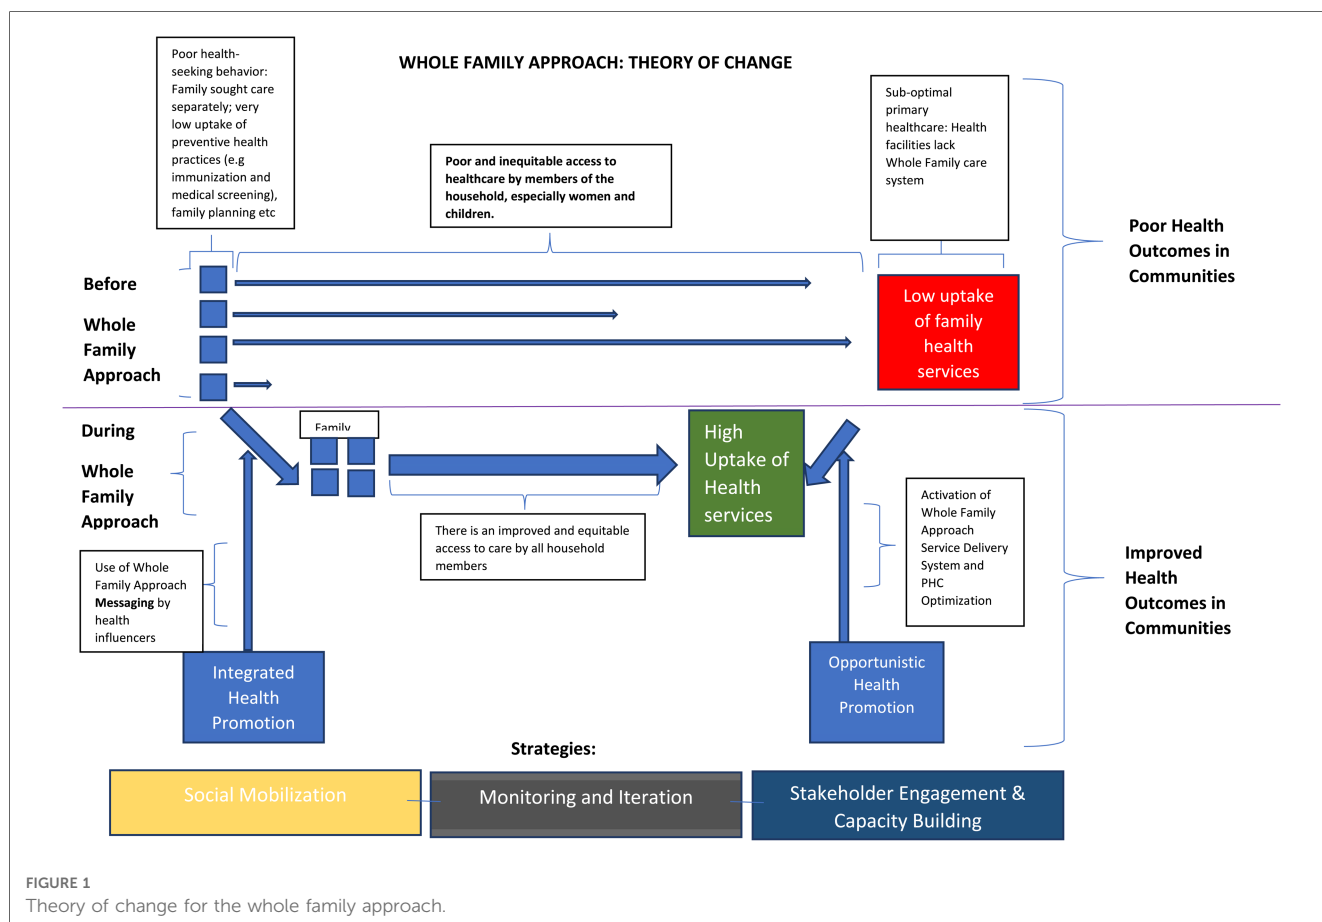 WHOLE FAMILY APPROACH: THEORY OF CHANGE
Poor health-
seeking behavior:
Family sought care
separately; very
low uptake of
preventive health
practices (e.g
immunization and
medical screening),
family planning etc
Poor and inequitable access to
healthcare by members of the
household, especially women and
children.
Sub-optimal
primary
healthcare: Health
facilities lack
Whole Family care
system
Poor Health
Outcomes in
Communities
Before
Whole
Family
Approach
Low uptake
of family
health
services
During
Whole
Family
Approach
Family
High
Uptake of
Health
services
There is an improved and equitable
access to care by all household
members
Activation of
Whole Family
Approach
Service Delivery
System and
PHC
Optimization
Improved
Health
Outcomes in
Communities
Use of Whole
Family Approach
Messaging by
health
influencers
Integrated
Health
Promotion
Opportunistic
Health
Promotion
Strategies:
Social Mobilization
Monitoring and Iteration
Stakeholder Engagement &
Capacity Building
FIGURE 1
Theory of change for the whole family approach.